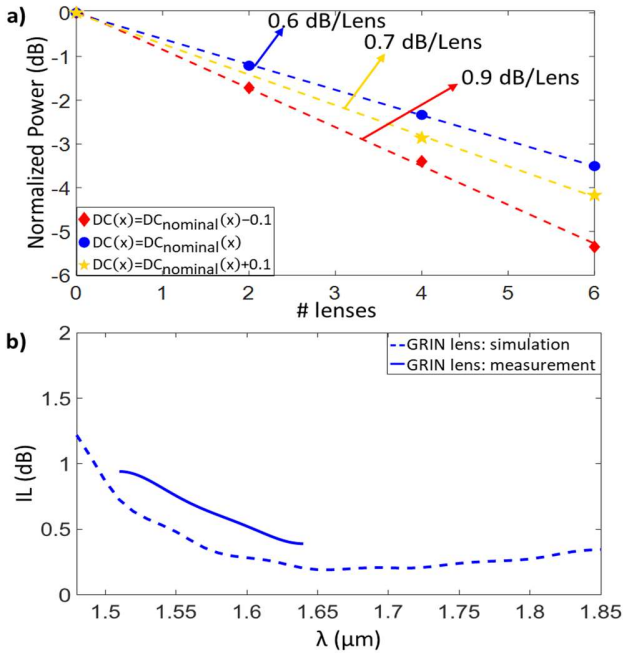 a)
0
0.6 dB/Lens
0.7 dB/Lens
0.9 dB/Lens
-1
-2
-3
-4
-5
-6
Normalized Power (dB)
DC(x)=DCnominal(x)−0.1
DC(x)=DCnominal(x)
DC(x)=DCnominal(x)+0.1
0 1 2 3 4 5 6
# lenses
b)
2
1.5
1
0.5
0
IL (dB)
GRIN lens: simulation
GRIN lens: measurement
1.5 1.55 1.6 1.65 1.7 1.75 1.8 1.85
λ (μm)